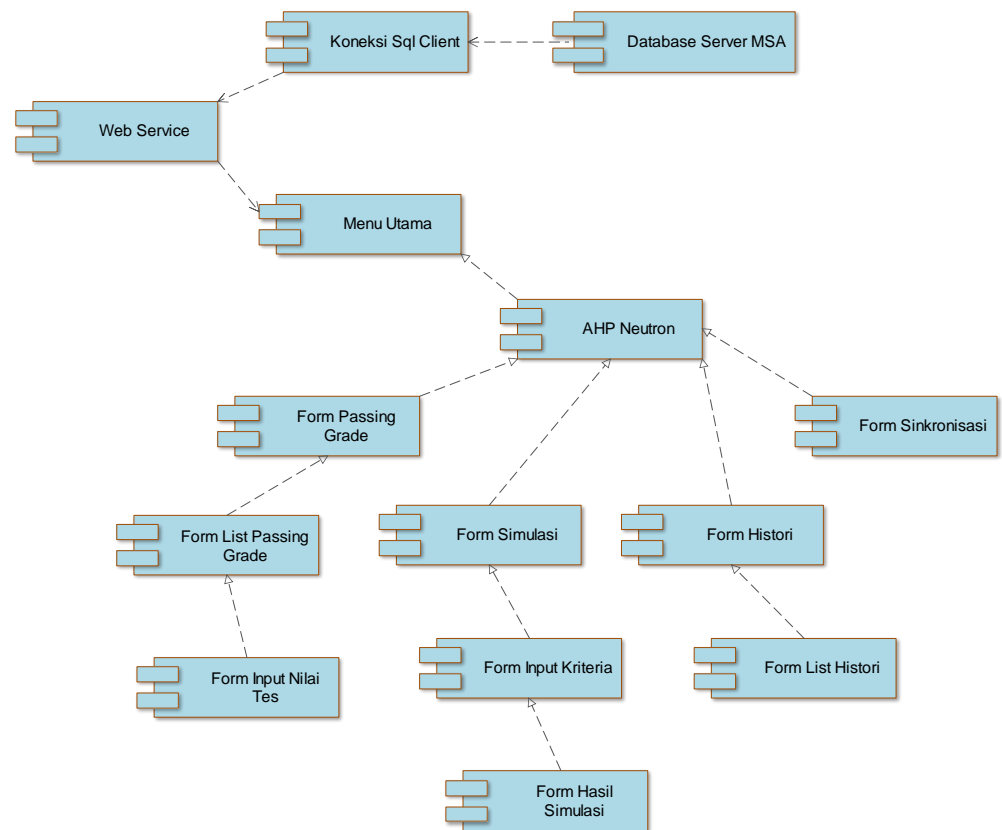 Koneksi Sql Client
Database Server MSA
Web Service
Menu Utama
AHP Neutron
Form Passing
Grade
Form Sinkronisasi
Form List Passing
Grade
Form Simulasi
Form Histori
Form Input Nilai
Tes
Form Input Kriteria
Form List Histori
Form Hasil
Simulasi